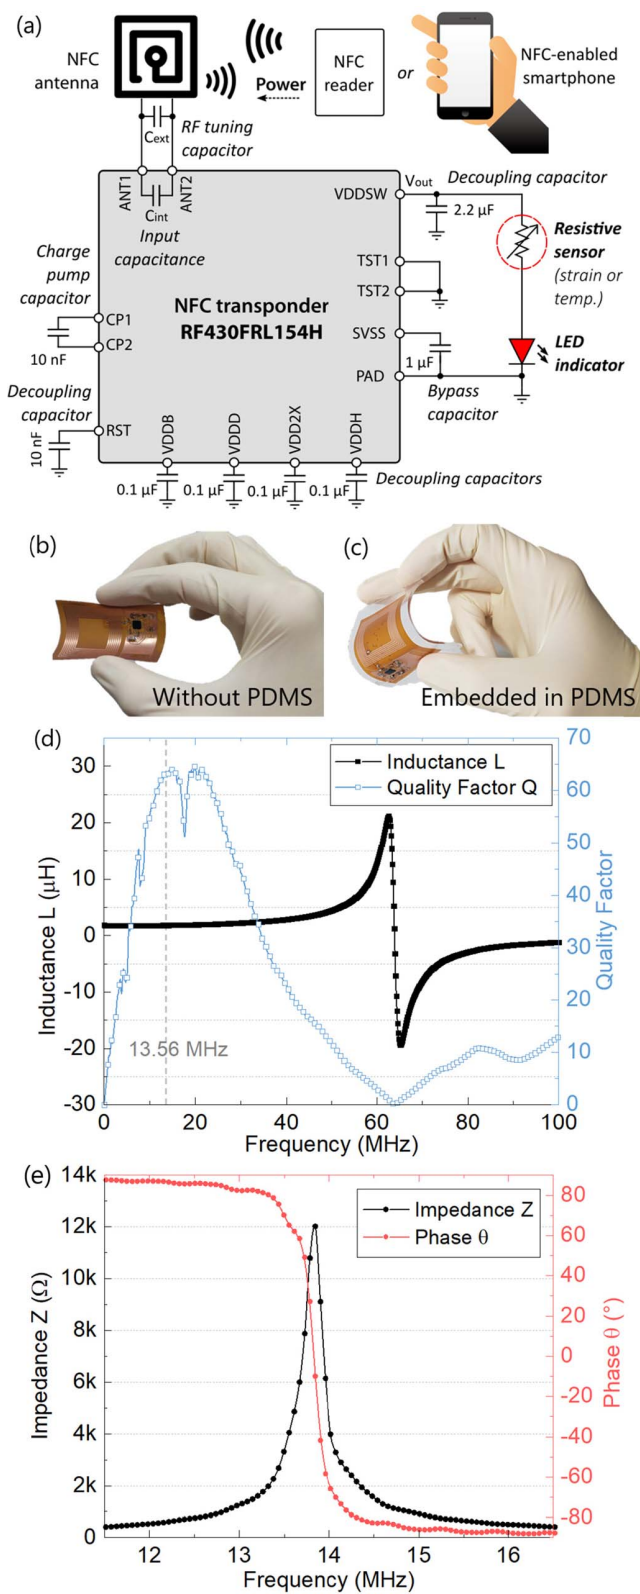 (a)
NFC
antenna
Power
NFC
reader
or
NFC-enabled
smartphone
Cext
RF tuning
capacitor
ANT1
ANT2
Cint
Input
capacitance
VDDSW
Vout
Decoupling capacitor
2.2 µF
Resistive
sensor
(strain or
temp.)
TST1
TST2
Charge
pump
capacitor
CP1
CP2
10 nF
NFC transponder
RF430FRL154H
SVSS
1 µF
PAD
Bypass
capacitor
LED
indicator
Decoupling
capacitor
RST
10 nF
VDDB
VDDD
VDD2X
VDDH
0.1 µF
0.1 µF
0.1 µF
0.1 µF
Decoupling capacitors
(b)
Without PDMS
(c)
Embedded in PDMS
(d)
Inductance L
Quality Factor Q
Inductance L (µH)
30
20
10
0
-10
-20
-30
Quality Factor
70
60
50
40
30
20
10
0
13.56 MHz
0 20 40 60 80 100
Frequency (MHz)
(e)
Impedance Z
Phase θ
Impedance Z (Ω)
14k
12k
10k
8k
6k
4k
2k
0
Phase θ (°)
80
60
40
20
0
-20
-40
-60
-80
12 13 14 15 16
Frequency (MHz)